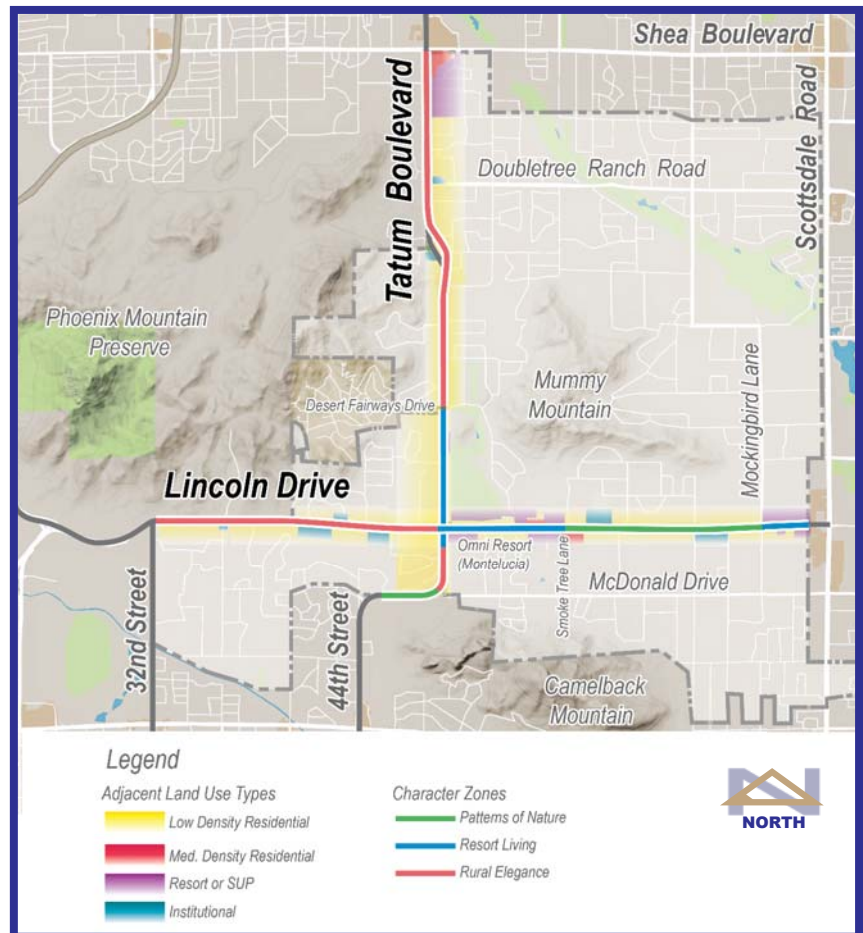 Shea Boulevard
Tatum Boulevard
Scottsdale Road
Doubletree Ranch Road
Phoenix Mountain
Preserve
Desert Fairways Drive
Mummy
Mountain
Mockingbird Lane
Lincoln Drive
Omni Resort
(Montelucia)
Smoke Tree Lane
McDonald Drive
32nd Street
44th Street
Camelback
Mountain
Legend
Adjacent Land Use Types
Low Density Residential
Med. Density Residential
Resort or SUP
Institutional
Character Zones
Patterns of Nature
Resort Living
Rural Elegance
N
NORTH